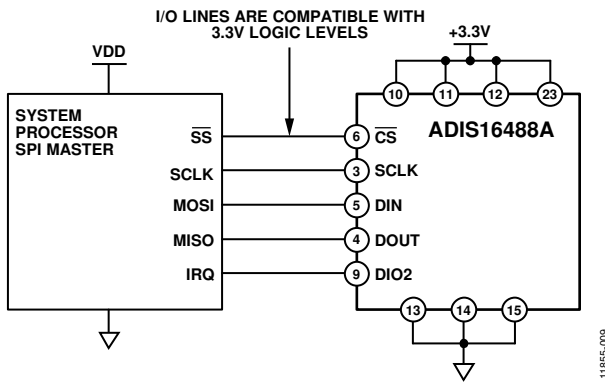 I/O LINES ARE COMPATIBLE WITH
3.3V LOGIC LEVELS
VDD
+3.3V
10
11
12
23
SYSTEM
PROCESSOR
SPI MASTER
ADIS16488A
SS
6
CS
SCLK
3
SCLK
MOSI
5
DIN
MISO
4
DOUT
IRQ
9
DIO2
13
14
15
11855-009